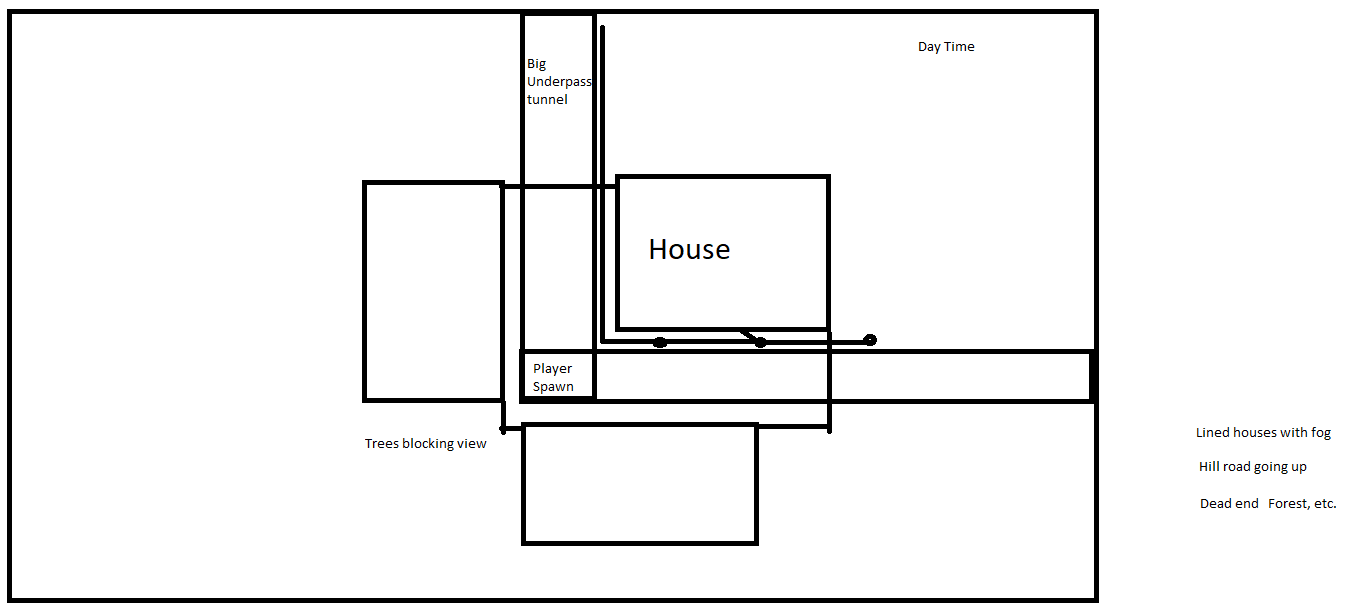 Day Time
Big
Underpass
tunnel
House
Player
Spawn
Trees blocking view
Lined houses with fog
Hill road going up
Dead end   Forest, etc.